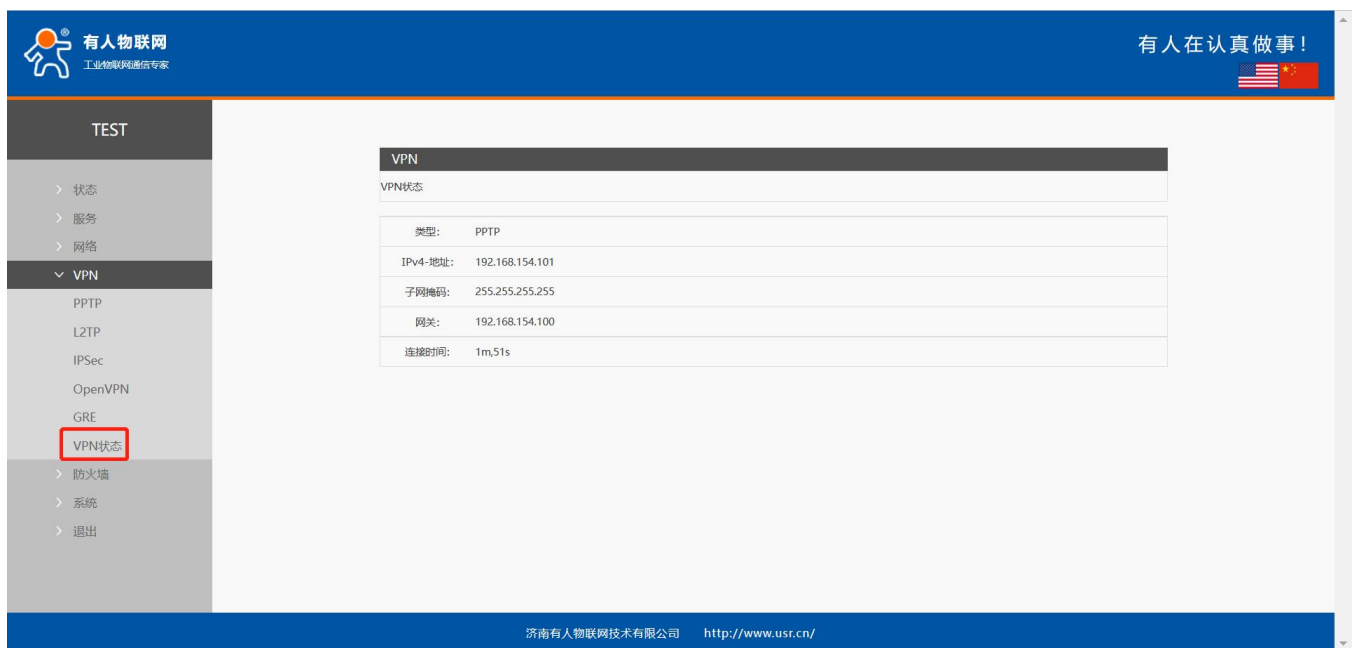 有人物联网
工业物联网通信专家
有人在认真做事!
TEST
状态
服务
网络
VPN
PPTP
L2TP
IPSec
OpenVPN
GRE
VPN状态
防火墙
系统
退出
VPN
VPN状态
类型: PPTP
IPv4-地址: 192.168.154.101
子网掩码: 255.255.255.255
网关: 192.168.154.100
连接时间: 1m,51s
济南有人物联网技术有限公司 http://www.usr.cn/